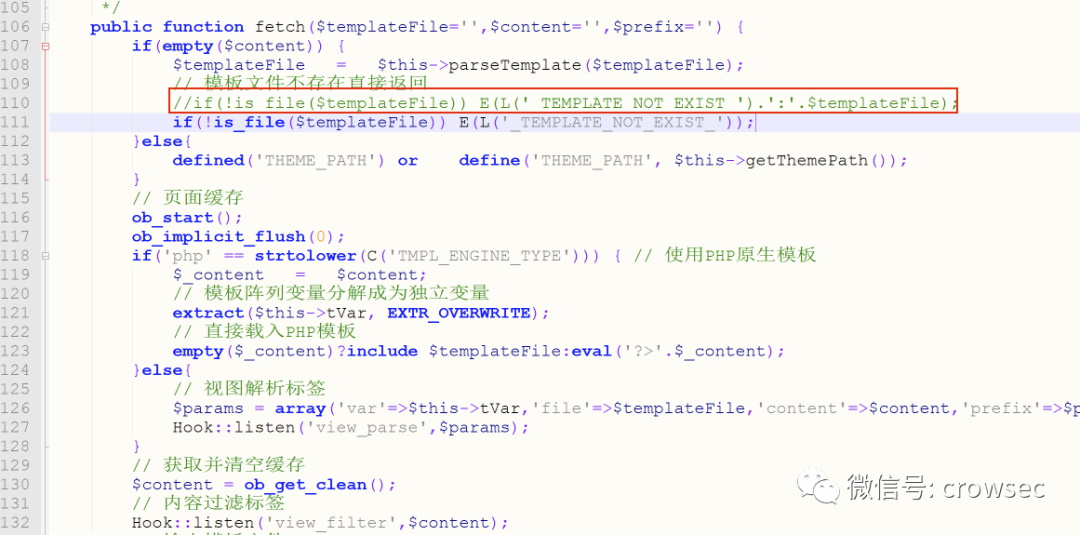 105 */
106 public function fetch($templateFile='',$content='',$prefix='') {
107 if(empty($content)) {
108 $templateFile = $this->parseTemplate($templateFile);
109 // 模板文件不存在直接返回
110 //if(!is_file($templateFile)) E(L('_TEMPLATE_NOT_EXIST_').':'.$templateFile);
111 if(!is_file($templateFile)) E(L('_TEMPLATE_NOT_EXIST_'));
112 }else{
113 defined('THEME_PATH') or define('THEME_PATH', $this->getThemePath());
114 }
115 // 页面缓存
116 ob_start();
117 ob_implicit_flush(0);
118 if('php' == strtolower(C('TMPL_ENGINE_TYPE'))) { // 使用PHP原生模板
119 $_content = $content;
120 // 模板阵列变量分解成为独立变量
121 extract($this->tVar, EXTR_OVERWRITE);
122 // 直接载入PHP模板
123 empty($_content)?include $templateFile:eval('?>'.$_content);
124 }else{
125 // 视图解析标签
126 $params = array('var'=>$this->tVar,'file'=>$templateFile,'content'=>$content,'prefix'=>$p
127 Hook::listen('view_parse',$params);
128 }
129 // 获取并清空缓存
130 $content = ob_get_clean();
131 // 内容过滤标签
132 Hook::listen('view_filter',$content);
微信号: crowsec